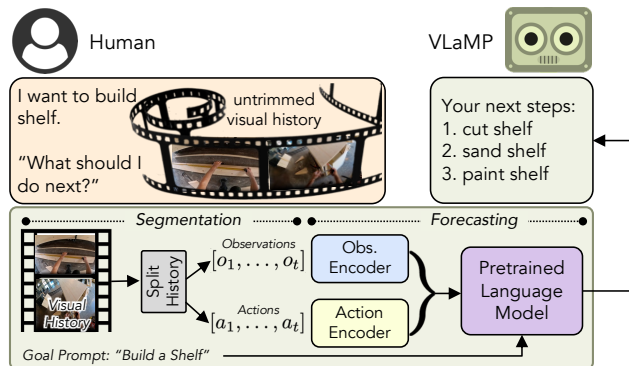 Human
VLaMP
I want to build
shelf.
untrimmed
visual history
“What should I
do next?”
Your next steps:
1. cut shelf
2. sand shelf
3. paint shelf
Segmentation
Forecasting
Visual
History
Split
History
Observations
[o1, . . . , ot]
Actions
[a1, . . . , at]
Obs.
Encoder
Action
Encoder
Pretrained
Language
Model
Goal Prompt: “Build a Shelf”